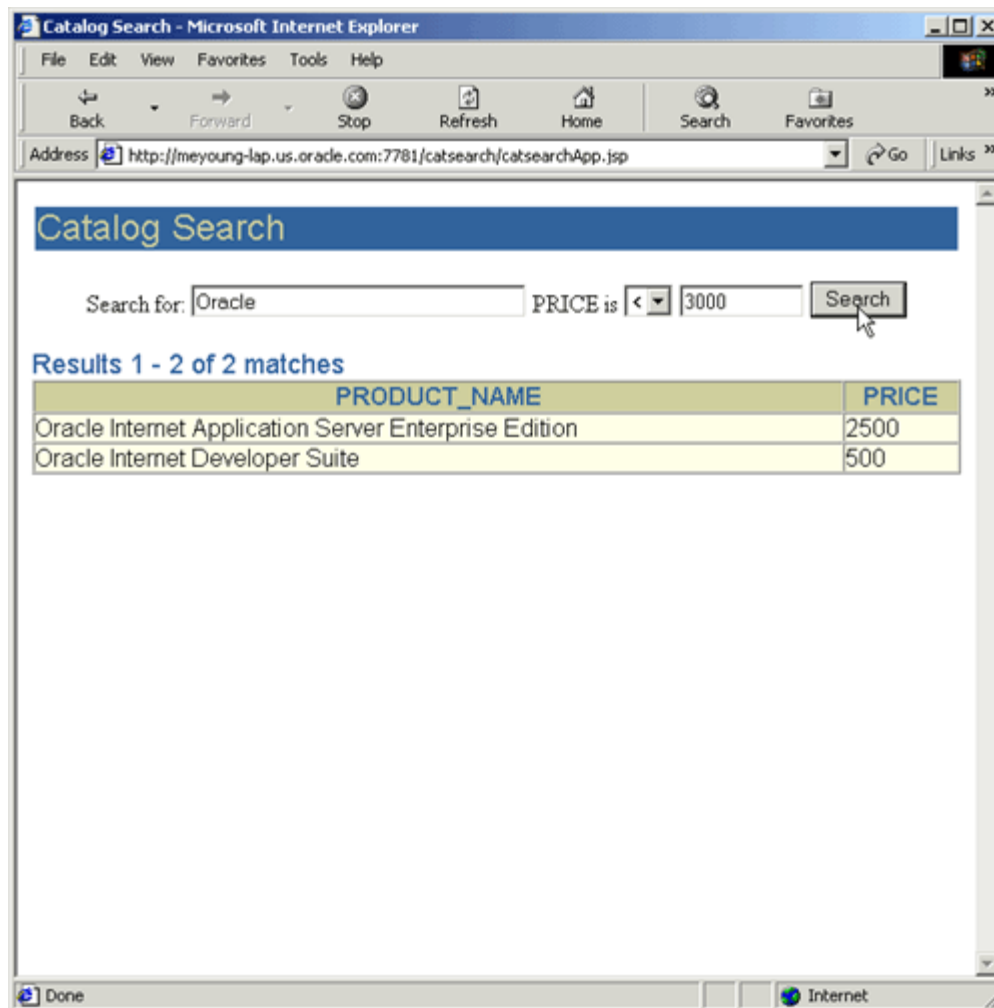 Catalog Search - Microsoft Internet Explorer
File Edit View Favorites Tools Help
Back Forward Stop Refresh Home Search Favorites »
Address http://meyoung-lap.us.oracle.com:7781/catsearch/catsearchApp.jsp Go Links »
Catalog Search
Search for: Oracle PRICE is < 3000 Search
Results 1 - 2 of 2 matches
PRODUCT_NAME PRICE
Oracle Internet Application Server Enterprise Edition 2500
Oracle Internet Developer Suite 500
Done Internet